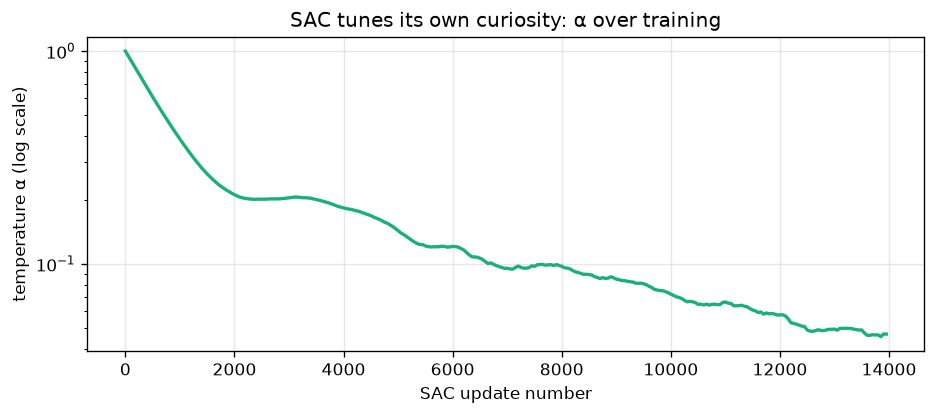 SAC tunes its own curiosity: α over training
temperature α (log scale)
10⁰
10⁻¹
0 2000 4000 6000 8000 10000 12000 14000
SAC update number